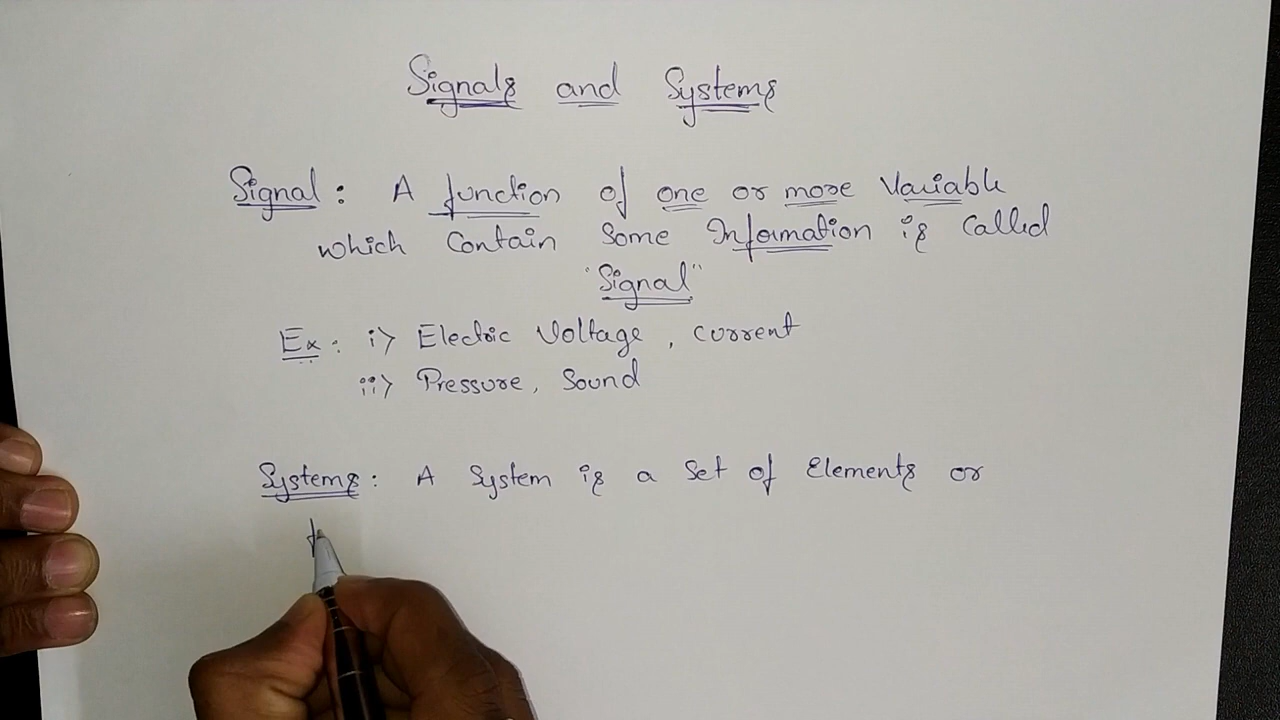 Signals and Systems
Signal : A function of one or more Variable
which Contain Some Information is Called
"Signal"
Ex : i> Electric Voltage , current
ii> Pressure, Sound
Systems : A System is a Set of Elements or